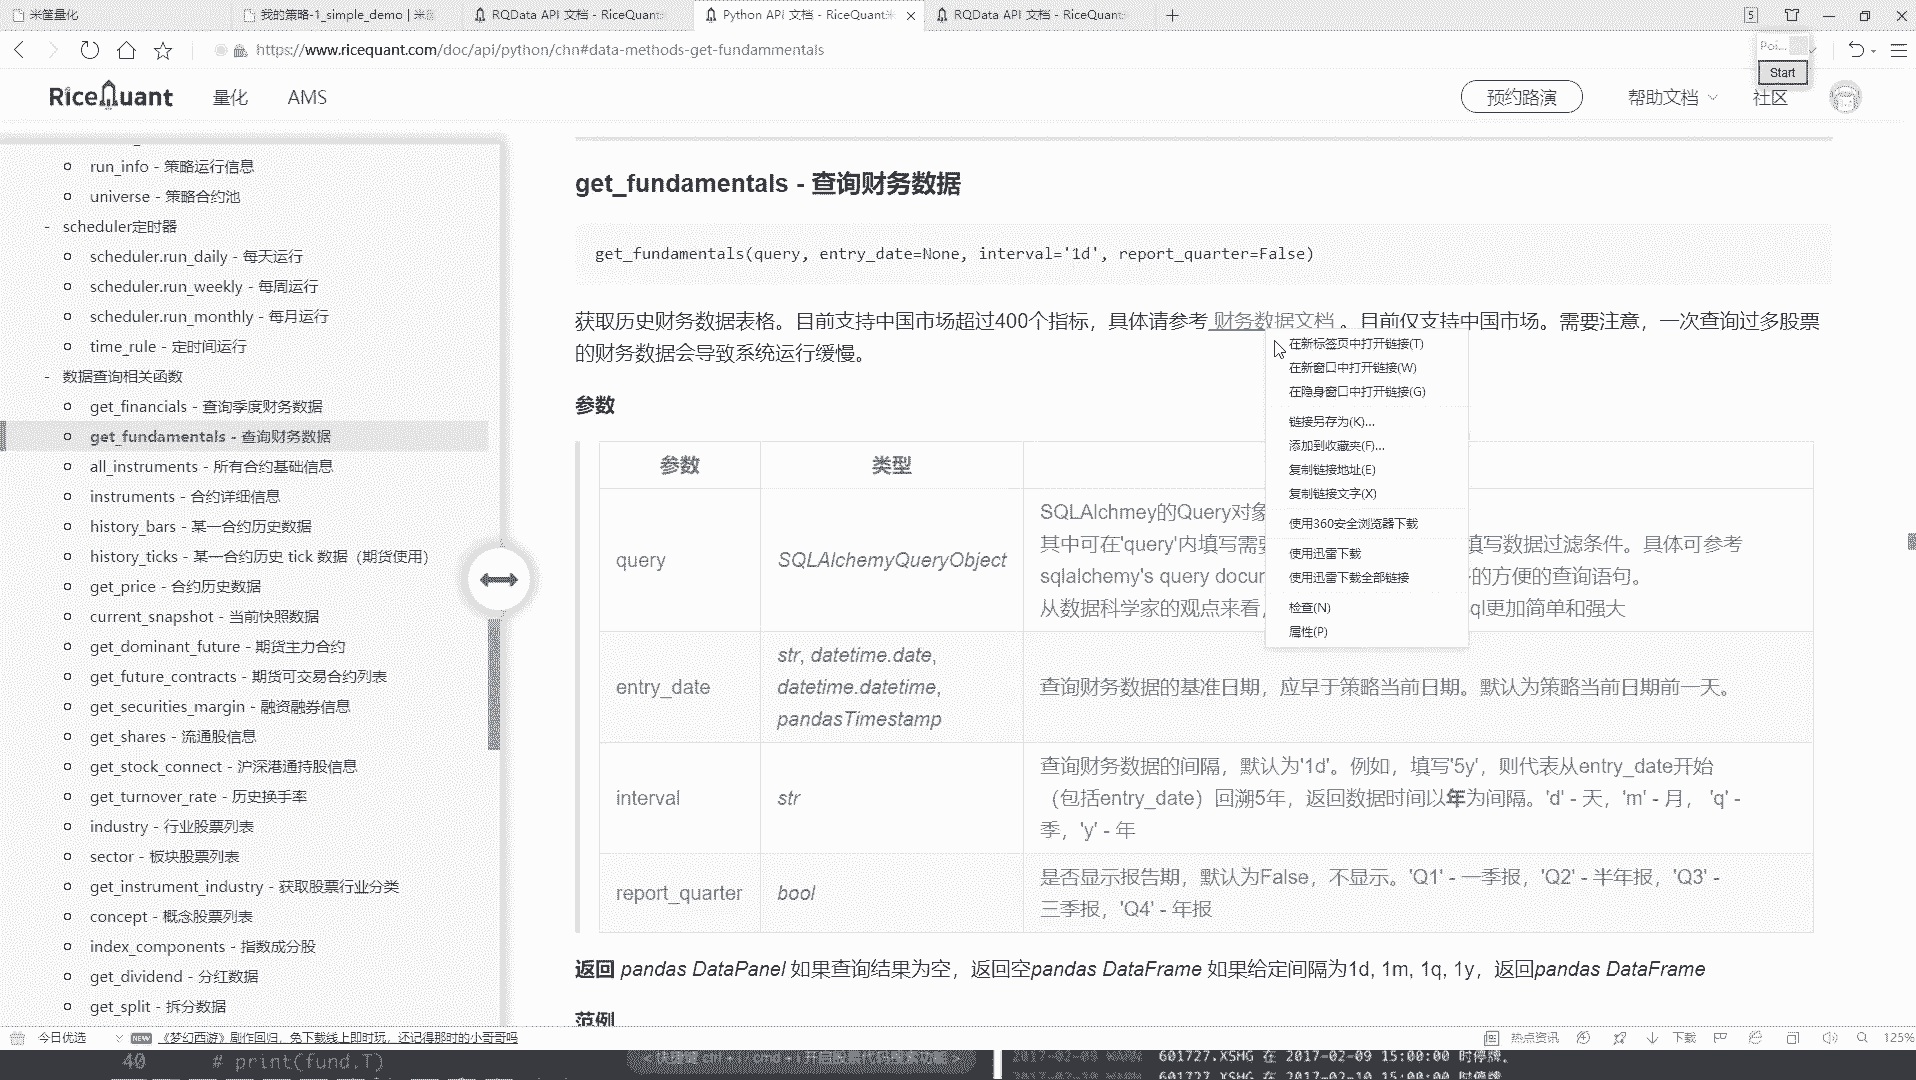 米筐量化
我的策略-1_simple_demo | 米筐
RQData API 文档 - RiceQuant
Python API 文档 - RiceQuant米
RQData API 文档 - RiceQuant
5
https://www.ricequant.com/doc/api/python/chn#data-methods-get-fundammentals
Poi...
Start
RiceQuant
量化
AMS
预约路演
帮助文档
社区
run_info - 策略运行信息
universe - 策略合约池
- scheduler定时器
scheduler.run_daily - 每天运行
scheduler.run_weekly - 每周运行
scheduler.run_monthly - 每月运行
time_rule - 定时间运行
- 数据查询相关函数
get_financials - 查询季度财务数据
get_fundamentals - 查询财务数据
all_instruments - 所有合约基础信息
instruments - 合约详细信息
history_bars - 某一合约历史数据
history_ticks - 某一合约历史 tick 数据（期货使用）
get_price - 合约历史数据
current_snapshot - 当前快照数据
get_dominant_future - 期货主力合约
get_future_contracts - 期货可交易合约列表
get_securities_margin - 融资融券信息
get_shares - 流通股信息
get_stock_connect - 沪深港通持股信息
get_turnover_rate - 历史换手率
industry - 行业股票列表
sector - 板块股票列表
get_instrument_industry - 获取股票行业分类
concept - 概念股票列表
index_components - 指数成分股
get_dividend - 分红数据
get_split - 拆分数据
get_fundamentals - 查询财务数据
get_fundamentals(query, entry_date=None, interval='1d', report_quarter=False)
获取历史财务数据表格。目前支持中国市场超过400个指标，具体请参考 财务数据文档 。目前仅支持中国市场。需要注意，一次查询过多股票
的财务数据会导致系统运行缓慢。
参数
参数 类型
query
SQLAlchemyQueryObject
SQLAlchmey的Query对象
其中可在'query'内填写需要 填写数据过滤条件。具体可参考
sqlalchemy's query docum 的方便的查询语句。
从数据科学家的观点来看， ql更加简单和强大
entry_date
str, datetime.date,
datetime.datetime,
pandasTimestamp
查询财务数据的基准日期，应早于策略当前日期。默认为策略当前日期前一天。
interval
str
查询财务数据的间隔，默认为'1d'。例如，填写'5y'，则代表从entry_date开始
（包括entry_date）回溯5年，返回数据时间以年为间隔。'd' - 天，'m' - 月， 'q' -
季，'y' - 年
report_quarter
bool
是否显示报告期，默认为False，不显示。'Q1' - 一季报，'Q2' - 半年报，'Q3' -
三季报，'Q4' - 年报
返回 pandas DataPanel 如果查询结果为空，返回空pandas DataFrame 如果给定间隔为1d, 1m, 1q, 1y，返回pandas DataFrame
范例
在新标签页中打开链接(T)
在新窗口中打开链接(W)
在隐身窗口中打开链接(G)
链接另存为(K)...
添加到收藏夹(F)...
复制链接地址(E)
复制链接文字(X)
使用360安全浏览器下载
使用迅雷下载
使用迅雷下载全部链接
检查(N)
属性(P)
今日优选
NEW
《梦幻西游》剧作回归，免下载线上即时玩，还记得那时的小哥哥吗
热点资讯
下载
125%
40 # print(fund.T)
601727.XSHG 在 2017-02-09 15:00:00 时停牌。
601727.XSHG 在 2017-02-10 15:00:00 时停牌。